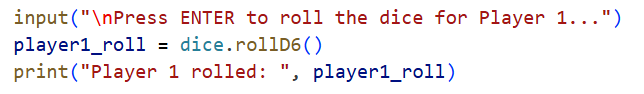 input("\nPress ENTER to roll the dice for Player 1...")
player1_roll = dice.rollD6()
print("Player 1 rolled: ", player1_roll)